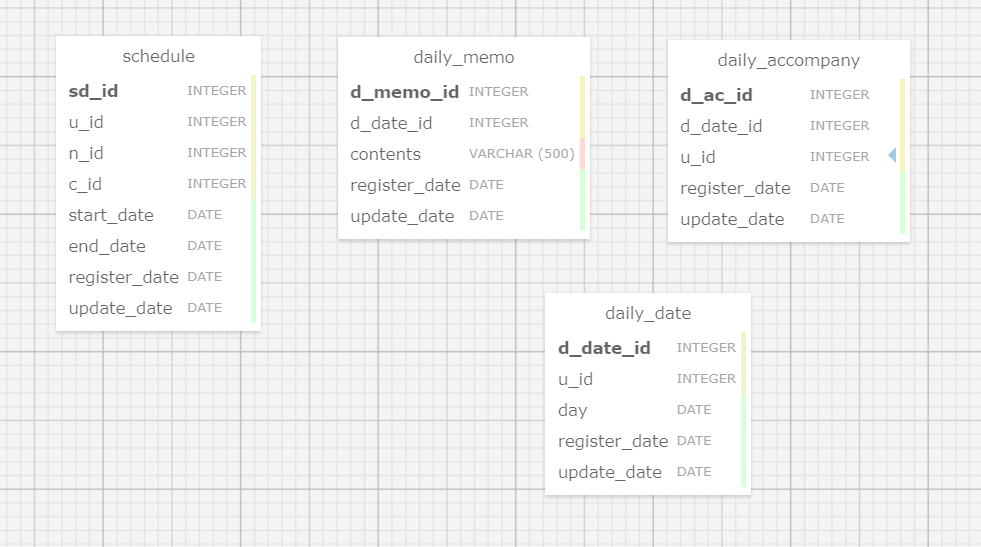 schedule
sd_id INTEGER
u_id INTEGER
n_id INTEGER
c_id INTEGER
start_date DATE
end_date DATE
register_date DATE
update_date DATE
daily_memo
d_memo_id INTEGER
d_date_id INTEGER
contents VARCHAR (500)
register_date DATE
update_date DATE
daily_accompany
d_ac_id INTEGER
d_date_id INTEGER
u_id INTEGER
register_date DATE
update_date DATE
daily_date
d_date_id INTEGER
u_id INTEGER
day DATE
register_date DATE
update_date DATE